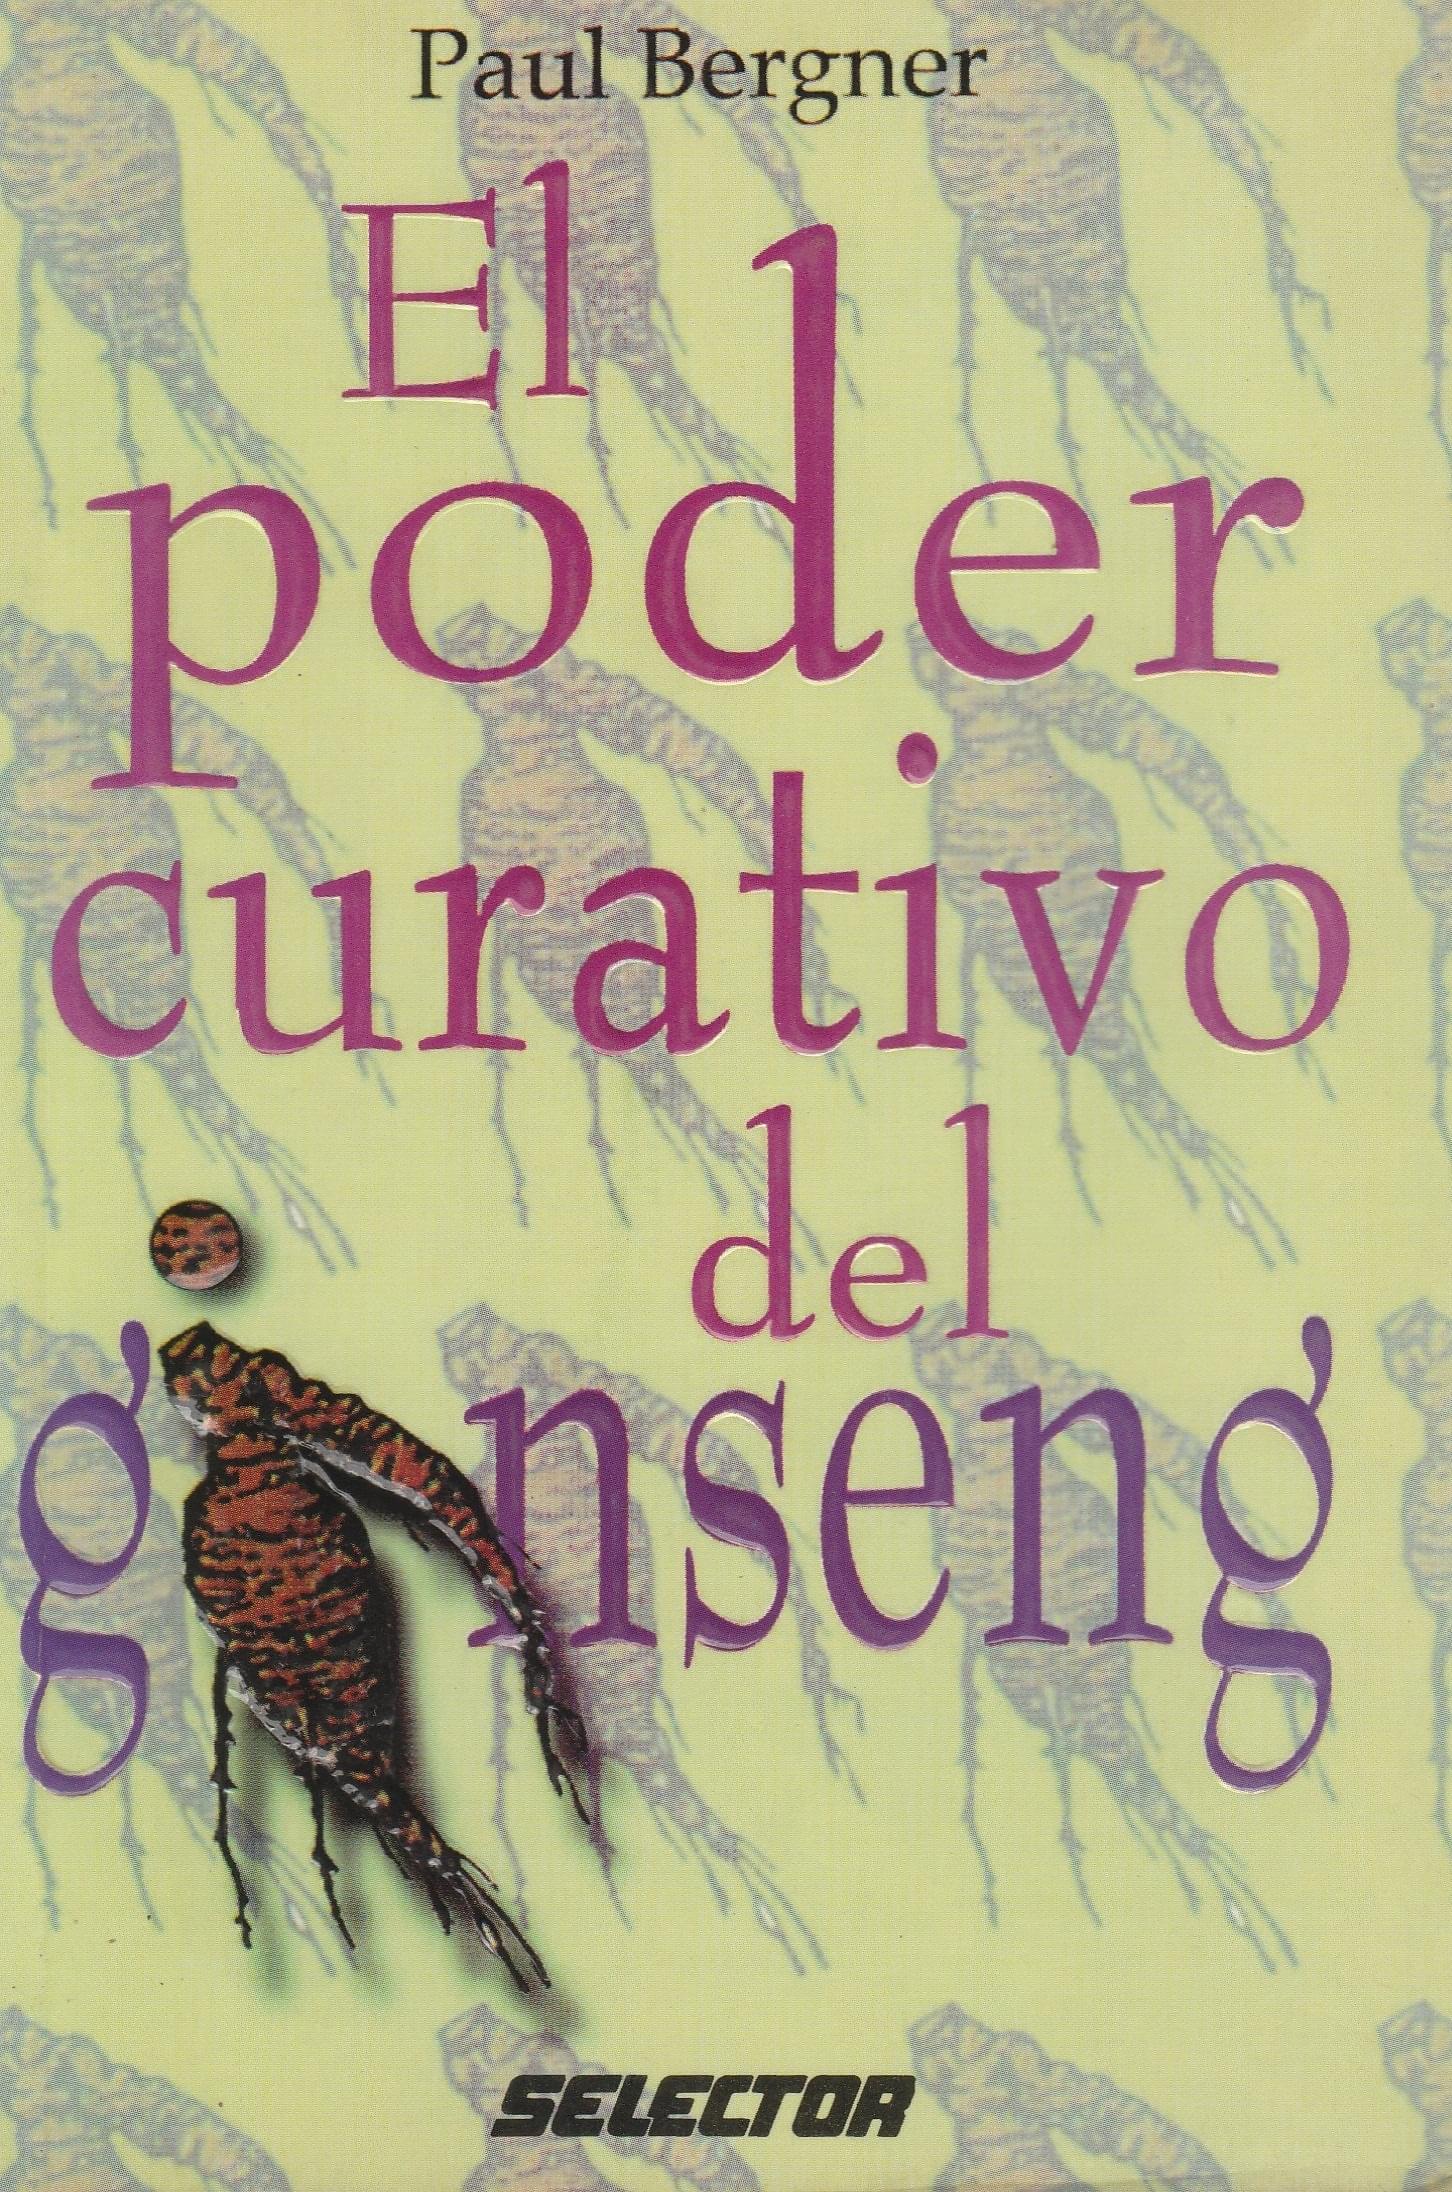 Paul Bergner
El
poder
curativo
del
ginseng
SELECTOR